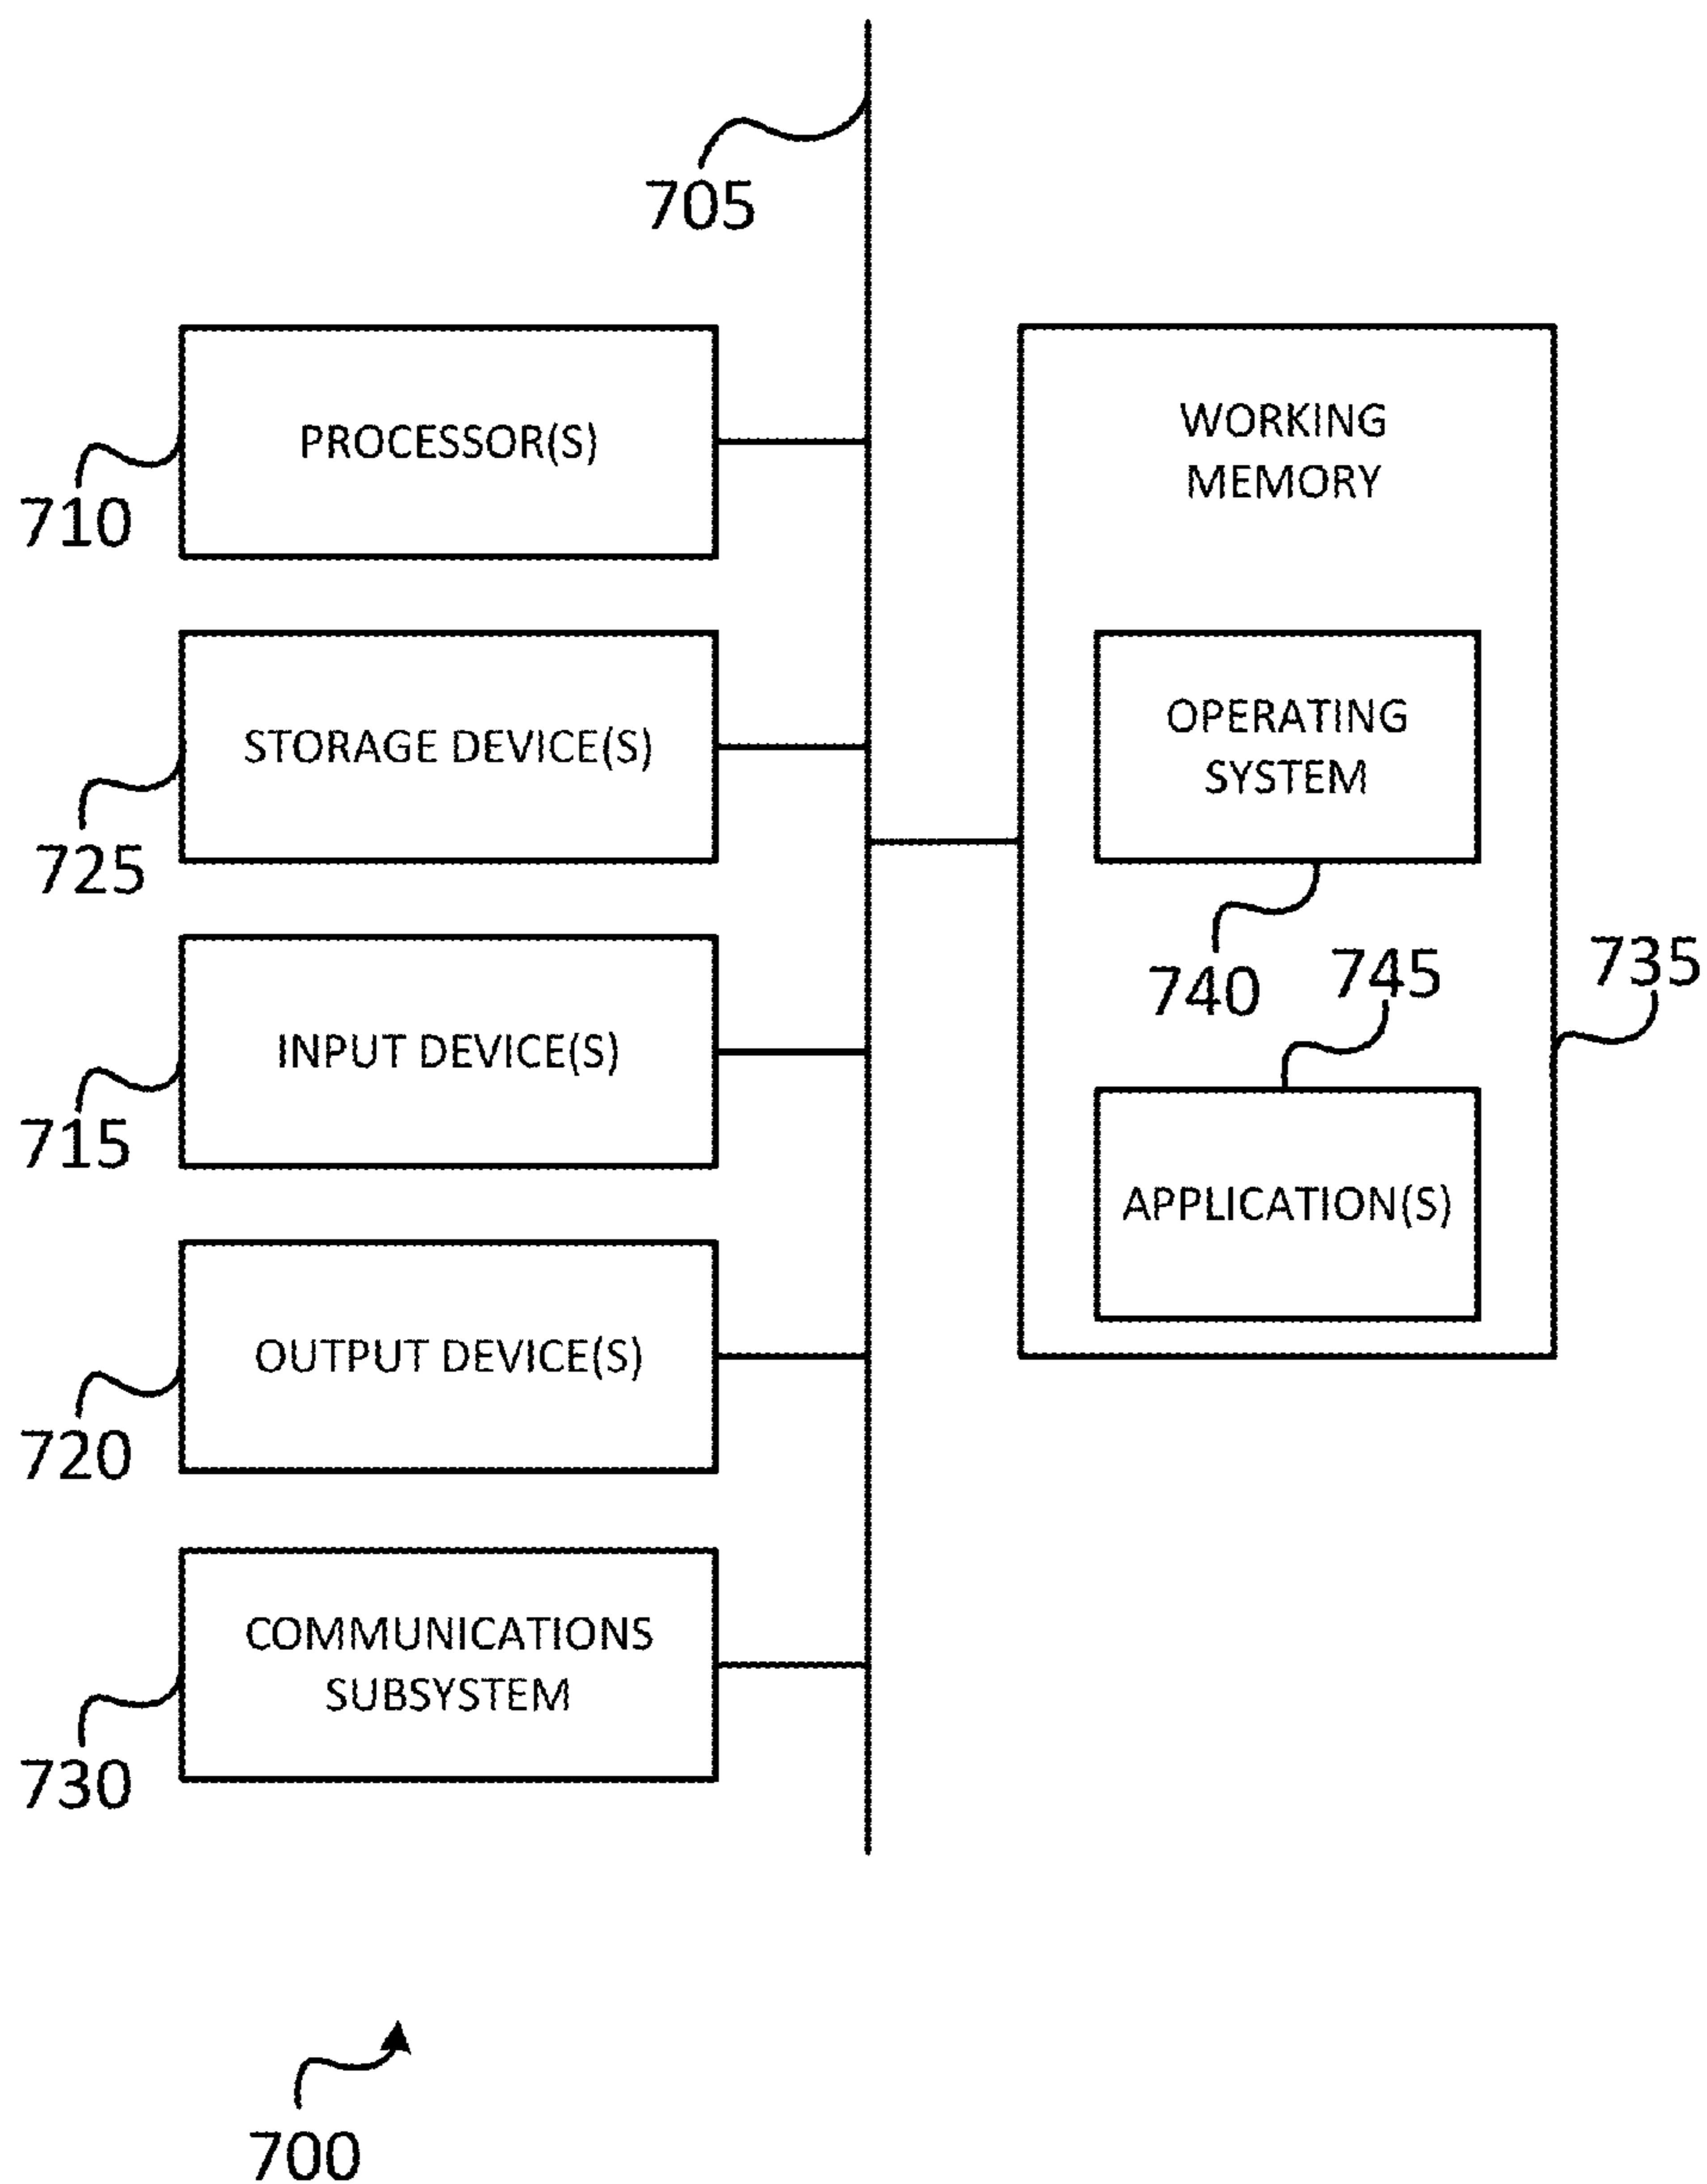 705
PROCESSOR(S)
710
STORAGE DEVICE(S)
725
INPUT DEVICE(S)
715
OUTPUT DEVICE(S)
720
COMMUNICATIONS
SUBSYSTEM
730
WORKING
MEMORY
OPERATING
SYSTEM
740
745
735
APPLICATION(S)
700